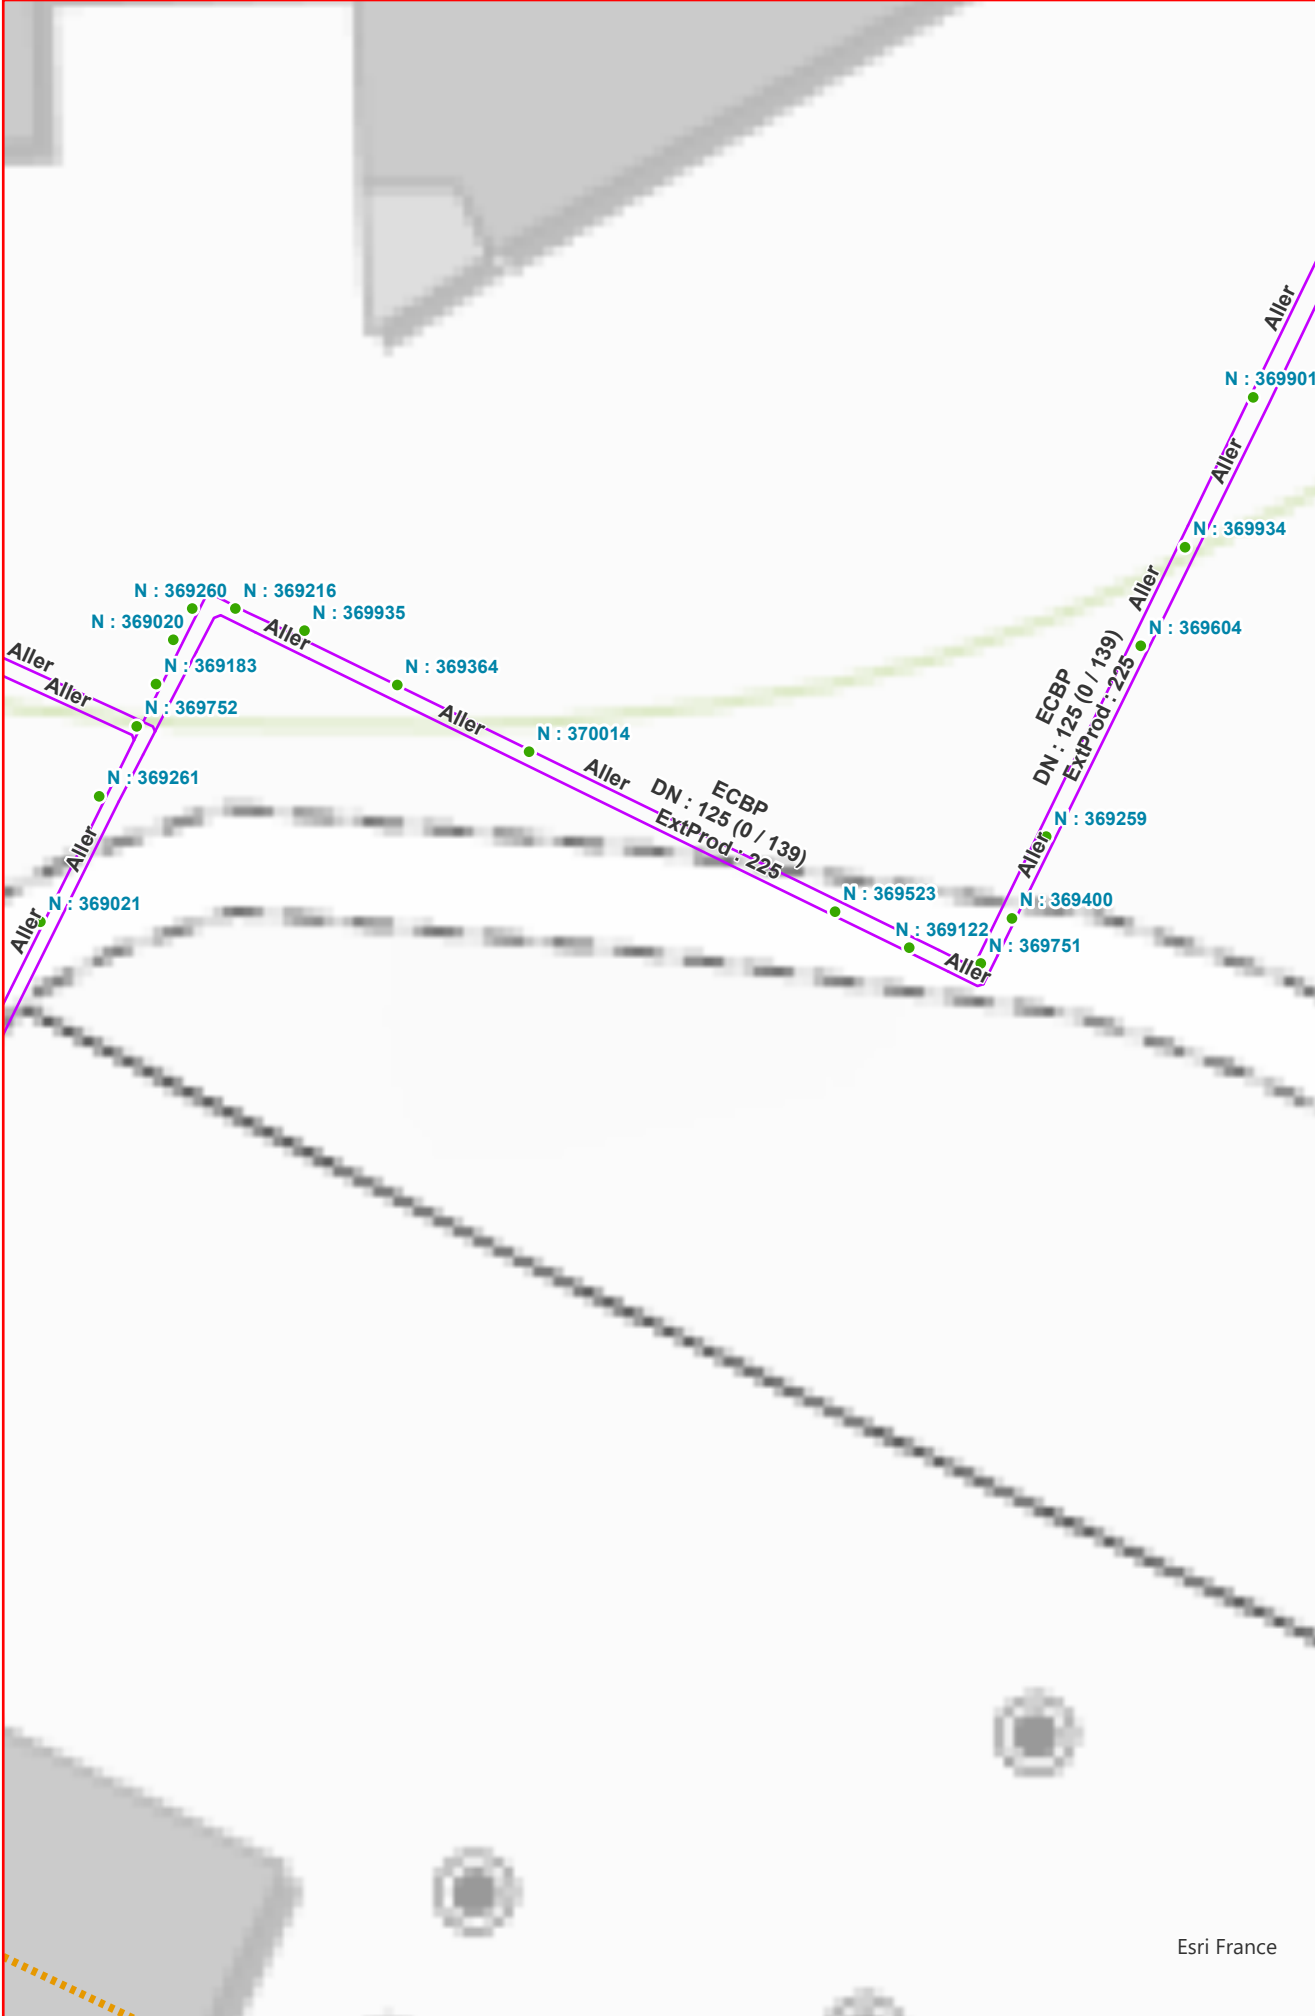 Aller
N : 369901
Aller
N : 369934
Aller
N : 369604
N : 369260
N : 369216
N : 369020
N : 369935
Aller
N : 369183
N : 369364
Aller
Aller
N : 369752
Aller
N : 370014
Aller
ECBP
DN : 125 (0 / 139)
ExtProd : 225
ECBP
DN : 125 (0 / 139)
ExtProd : 225
N : 369261
Aller
N : 369259
Aller
N : 369021
Aller
N : 369523
N : 369400
N : 369122
N : 369751
Aller
Esri France